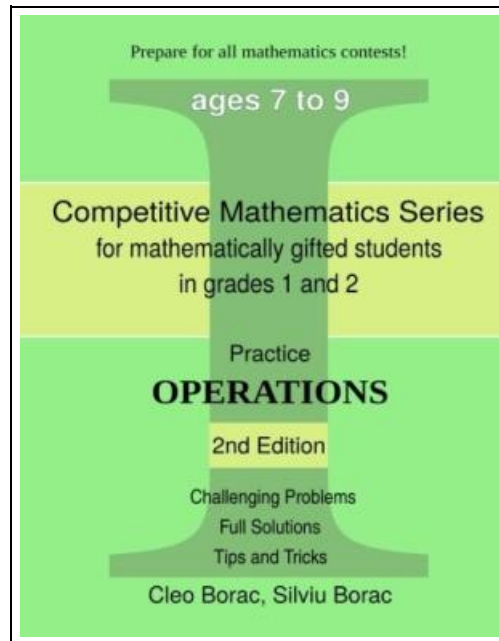 Prepare for all mathematics contests!
ages 7 to 9
Competitive Mathematics Series
for mathematically gifted students
in grades 1 and 2
Practice
OPERATIONS
2nd Edition
Challenging Problems
Full Solutions
Tips and Tricks
Cleo Borac, Silviu Borac